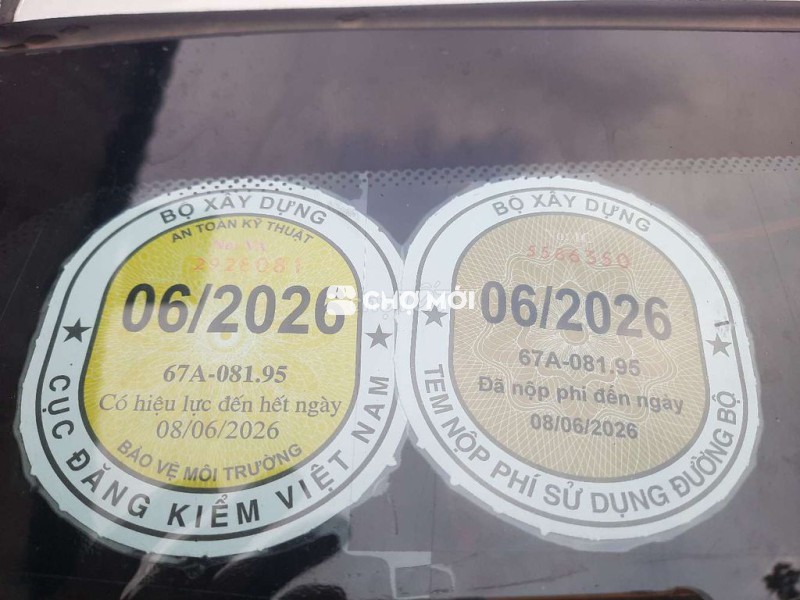 BỘ XÂY DỰNG
AN TOÀN KỸ THUẬT
06/2026
67A-081.95
Có hiệu lực đến hết ngày
08/06/2026
BẢO VỆ MÔI TRƯỜNG
CỤC ĐĂNG KIỂM VIỆT NAM
CHỢ MỚI
BỘ XÂY DỰNG
5566350
06/2026
67A-081.95
Đã nộp phí đến ngày
08/06/2026
TEM NỘP PHÍ SỬ DỤNG ĐƯỜNG BỘ